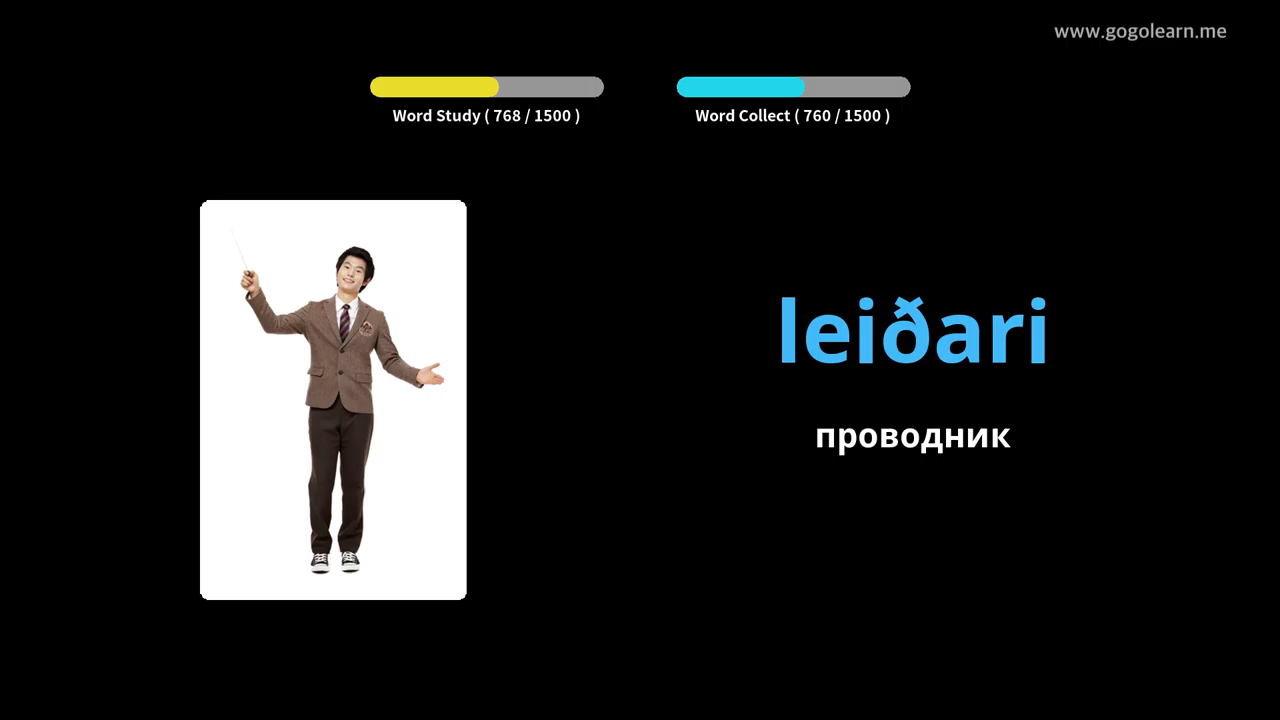 www.gogolearn.me
Word Study ( 768 / 1500 )
Word Collect ( 760 / 1500 )
leiðari
проводник